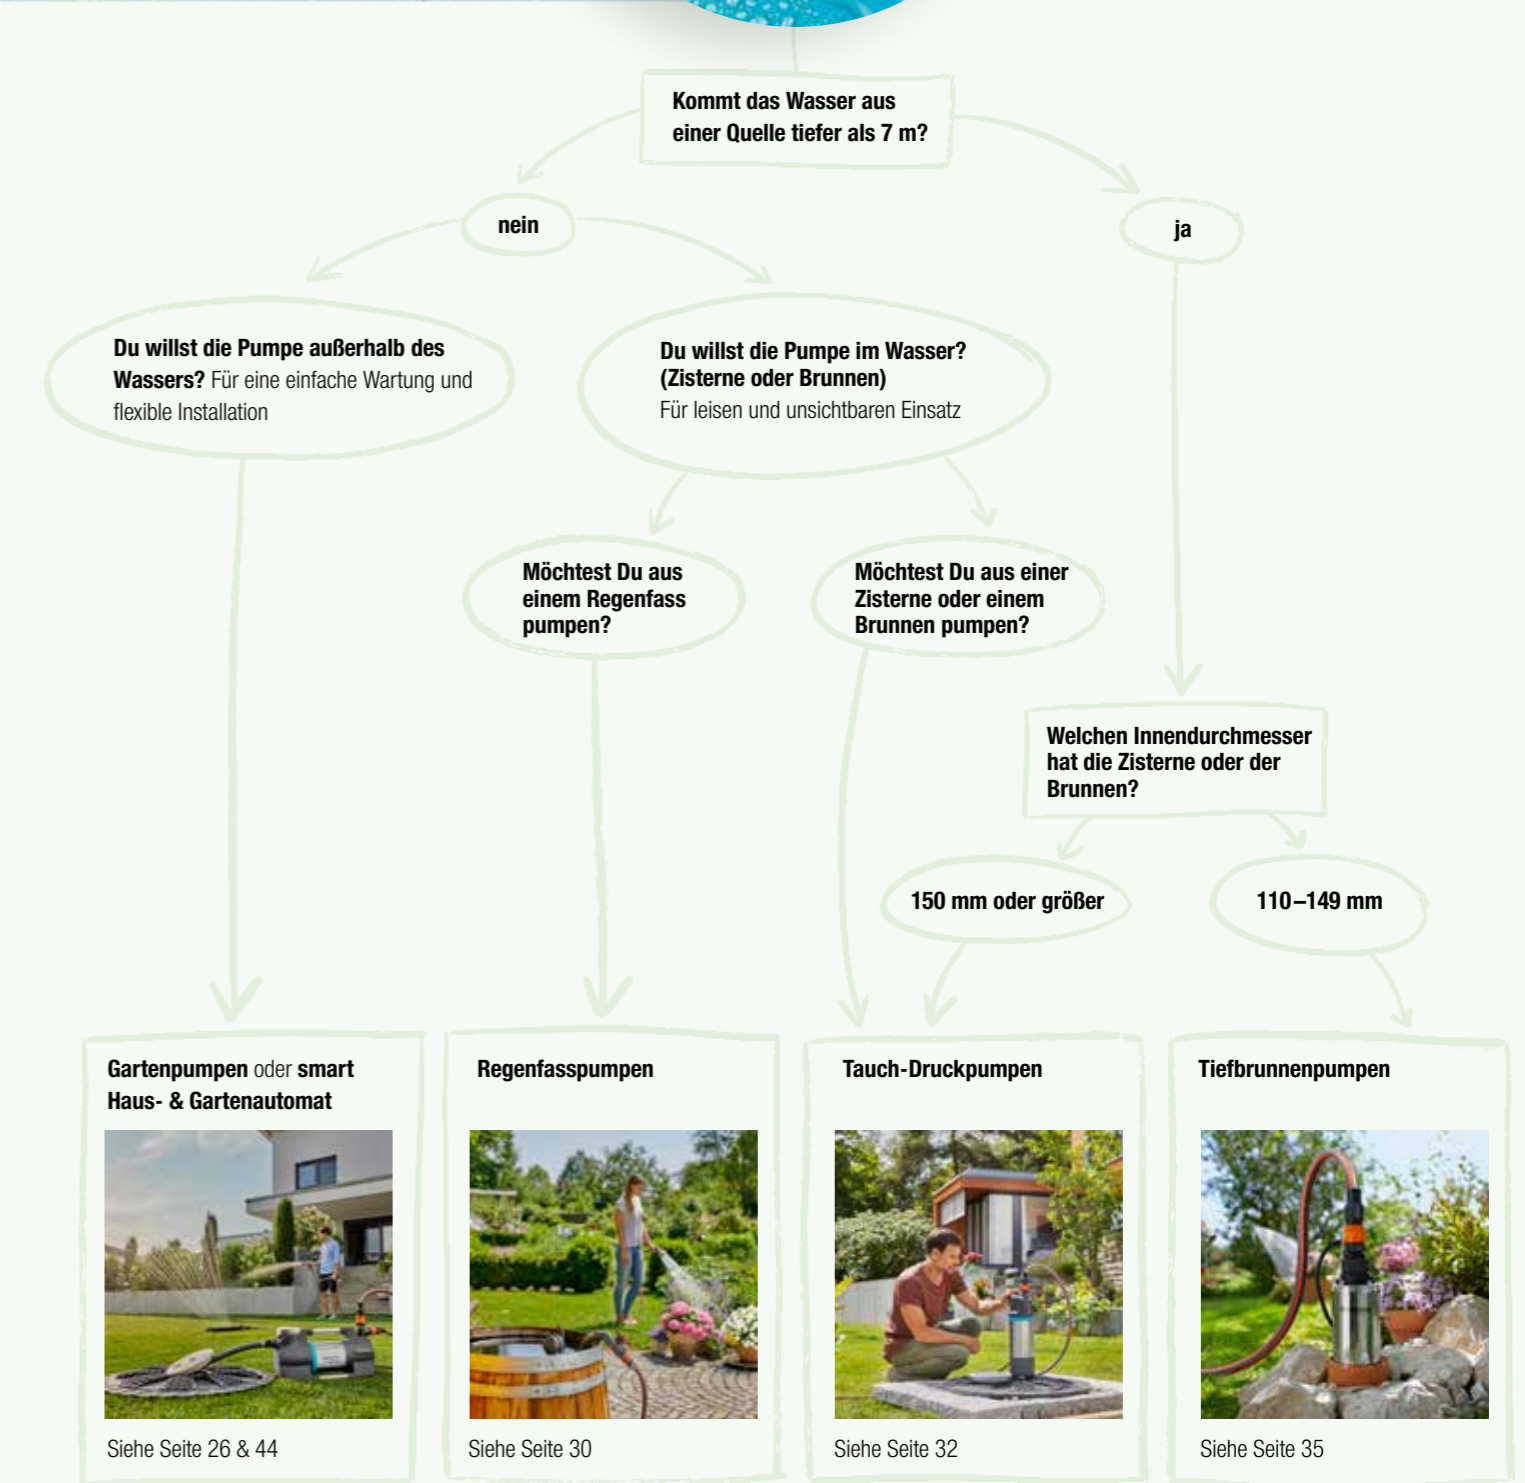 Kommt das Wasser aus
einer Quelle tiefer als 7 m?
nein
ja
Du willst die Pumpe außerhalb des
Wassers? Für eine einfache Wartung und
flexible Installation
Du willst die Pumpe im Wasser?
(Zisterne oder Brunnen)
Für leisen und unsichtbaren Einsatz
Möchtest Du aus
einem Regenfass
pumpen?
Möchtest Du aus einer
Zisterne oder einem
Brunnen pumpen?
Welchen Innendurchmesser
hat die Zisterne oder der
Brunnen?
150 mm oder größer
110–149 mm
Gartenpumpen oder smart
Haus- & Gartenautomat
Siehe Seite 26 & 44
Regenfasspumpen
Siehe Seite 30
Tauch-Druckpumpen
Siehe Seite 32
Tiefbrunnenpumpen
Siehe Seite 35